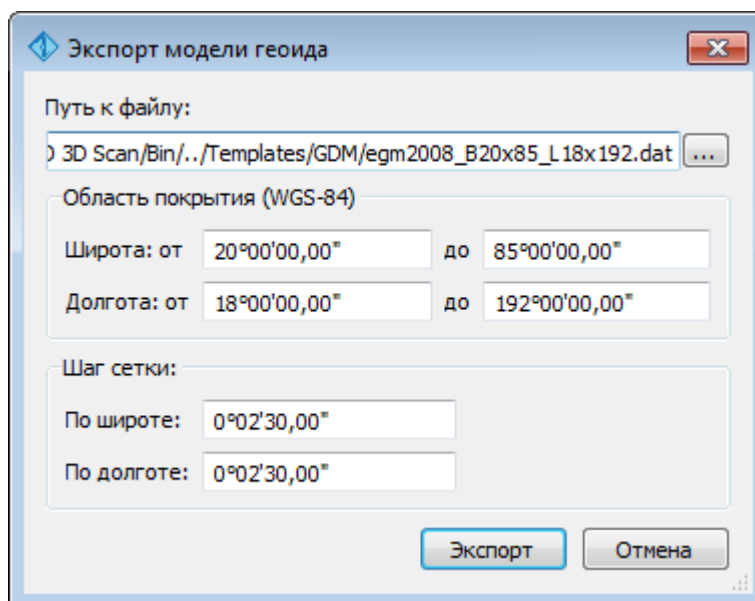 Экспорт модели геоида
Путь к файлу:
3D Scan/Bin/../Templates/GDM/egm2008_B20x85_L18x192.dat ...
Область покрытия (WGS-84)
Широта: от 20°00'00,00" до 85°00'00,00"
Долгота: от 18°00'00,00" до 192°00'00,00"
Шаг сетки:
По широте: 0°02'30,00"
По долготе: 0°02'30,00"
Экспорт Отмена